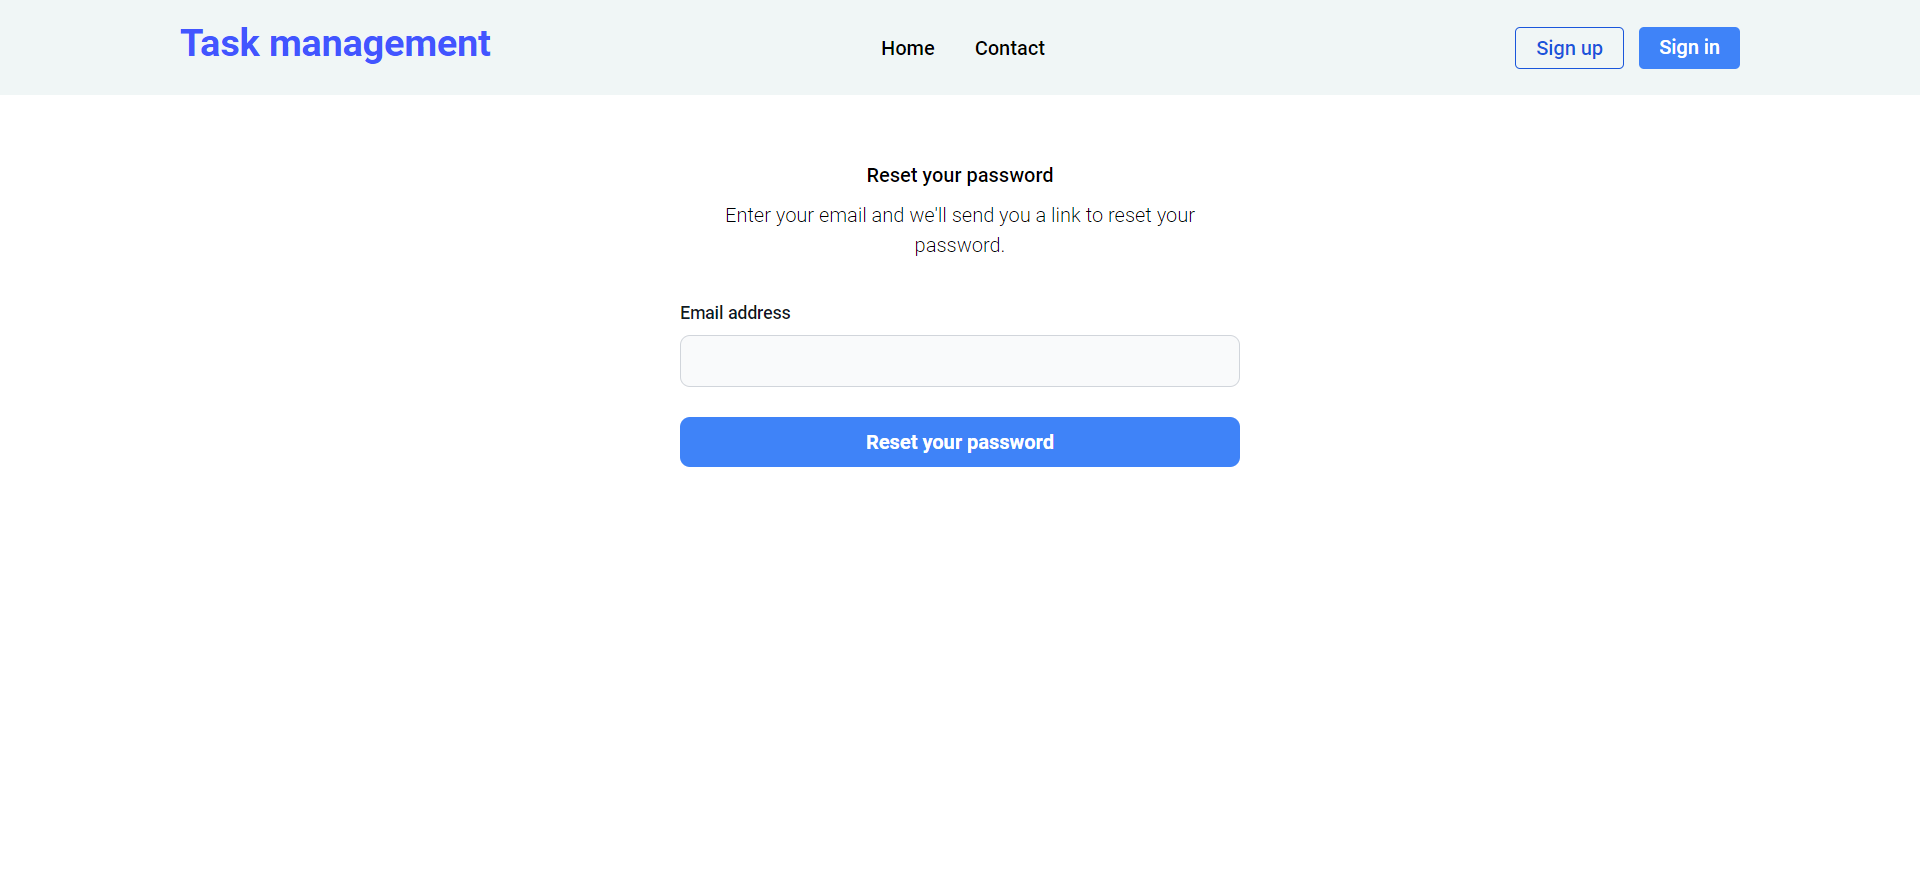 Task management
Home
Contact
Sign up
Sign in
Reset your password
Enter your email and we'll send you a link to reset your
password.
Email address
Reset your password